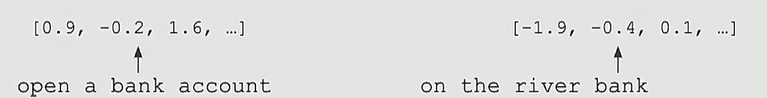 [0.9, -0.2, 1.6, …] [-1.9, -0.4, 0.1, …]
open a bank account on the river bank